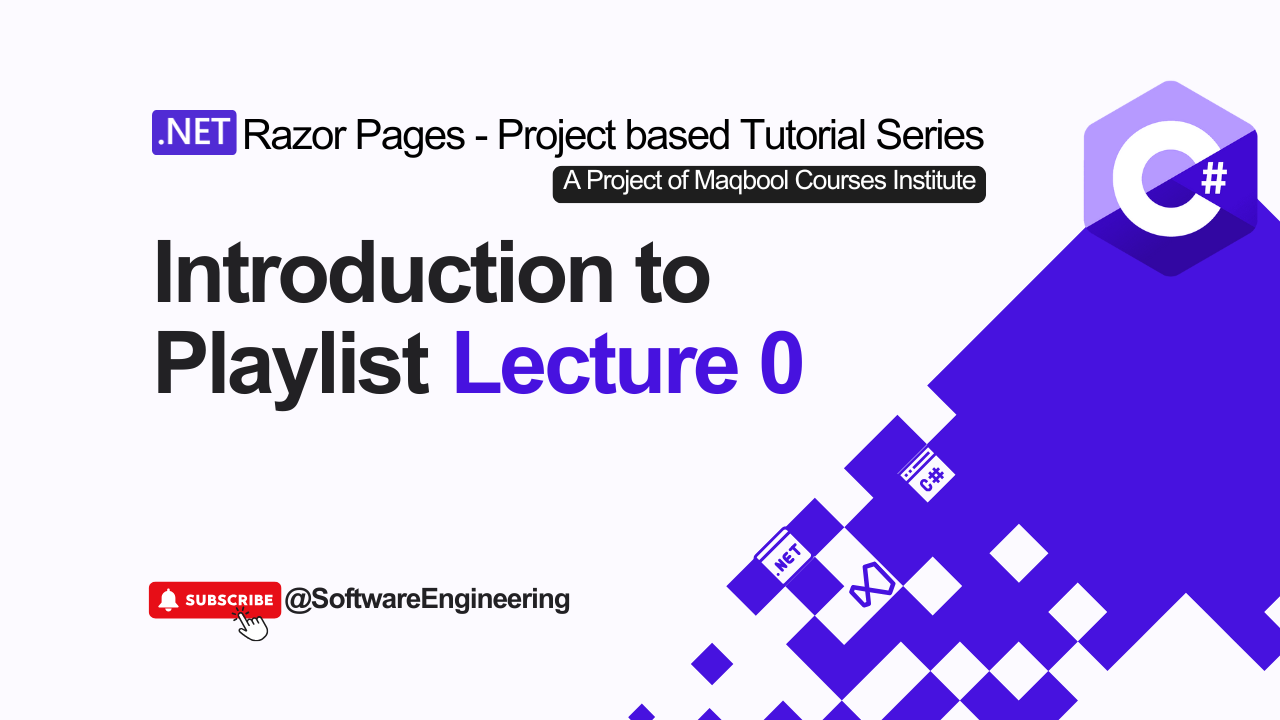 .NET Razor Pages - Project based Tutorial Series
A Project of Maqbool Courses Institute
C#
Introduction to
Playlist Lecture 0
C#
.NET
SUBSCRIBE @SoftwareEngineering